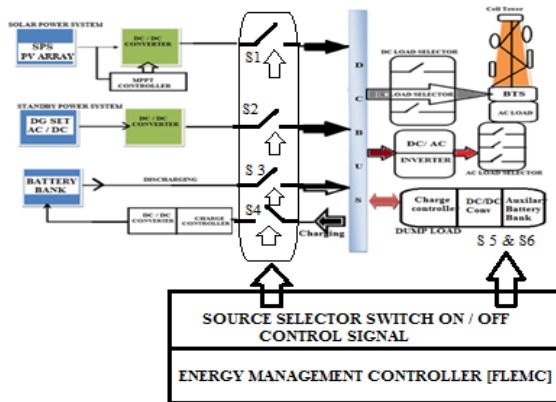 SOLAR POWER SYSTEM
SPS
PV ARRAY
DC / DC
CONVERTER
MPPT
CONTROLLER
S1
STANDBY POWER SYSTEM
DG SET
AC / DC
DC / DC
CONVERTER
S2
BATTERY
BANK
DISCHARGING
S 3
DC / DC
CONVERTER
CHARGE
CONTROLLER
S4
Charging
D
C
B
U
S
Cell Tower
DC LOAD SELECTOR
DC LOAD SELECTOR
BTS
AC LOAD
DC/ AC
INVERTER
AC LOAD SELECTOR
Charge
controller
DC/DC
Conv
Auxilar
Battery
Bank
DUMP LOAD
S 5 & S6
SOURCE SELECTOR SWITCH ON / OFF
CONTROL SIGNAL
ENERGY MANAGEMENT CONTROLLER [FLEMC]